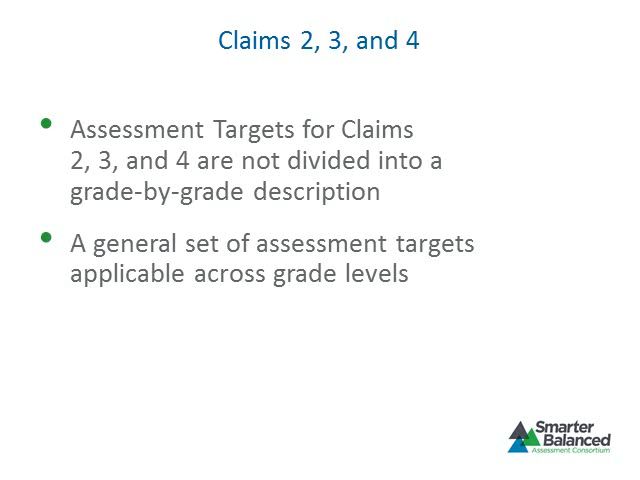 Claims 2, 3, and 4
• Assessment Targets for Claims
2, 3, and 4 are not divided into a
grade-by-grade description
• A general set of assessment targets
applicable across grade levels
Smarter
Balanced
Assessment Consortium